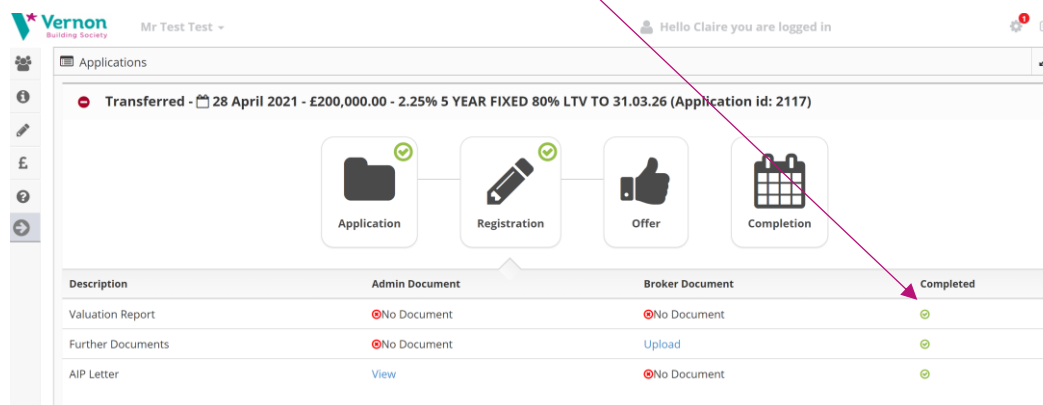 Vernon
Building Society
Mr Test Test
Hello Claire you are logged in
1
Applications
Transferred - 28 April 2021 - £200,000.00 - 2.25% 5 YEAR FIXED 80% LTV TO 31.03.26 (Application id: 2117)
Application Registration Offer Completion
Description Admin Document Broker Document Completed
Valuation Report No Document No Document
Further Documents No Document Upload
AIP Letter View No Document